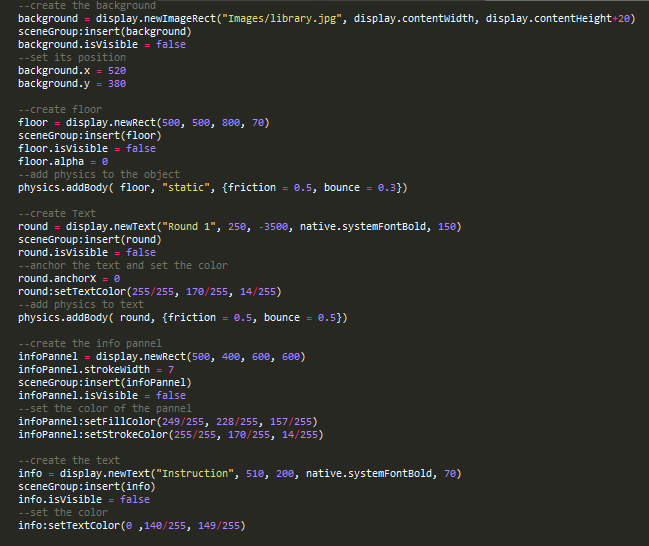 --create the background
background = display.newImageRect("Images/library.jpg", display.contentWidth, display.contentHeight+20)
sceneGroup:insert(background)
background.isVisible = false
--set its position
background.x = 520
background.y = 380
--create floor
floor = display.newRect(500, 500, 800, 70)
sceneGroup:insert(floor)
floor.isVisible = false
floor.alpha = 0
--add physics to the object
physics.addBody( floor, "static", {friction = 0.5, bounce = 0.3})
--create Text
round = display.newText("Round 1", 250, -3500, native.systemFontBold, 150)
sceneGroup:insert(round)
round.isVisible = false
--anchor the text and set the color
round.anchorX = 0
round:setTextColor(255/255, 170/255, 14/255)
--add physics to text
physics.addBody( round, {friction = 0.5, bounce = 0.5})
--create the info pannel
infoPannel = display.newRect(500, 400, 600, 600)
infoPannel.strokeWidth = 7
sceneGroup:insert(infoPannel)
infoPannel.isVisible = false
--set the color of the pannel
infoPannel:setFillColor(249/255, 228/255, 157/255)
infoPannel:setStrokeColor(255/255, 170/255, 14/255)
--create the text
info = display.newText("Instruction", 510, 200, native.systemFontBold, 70)
sceneGroup:insert(info)
info.isVisible = false
--set the color
info:setTextColor(0 ,140/255, 149/255)